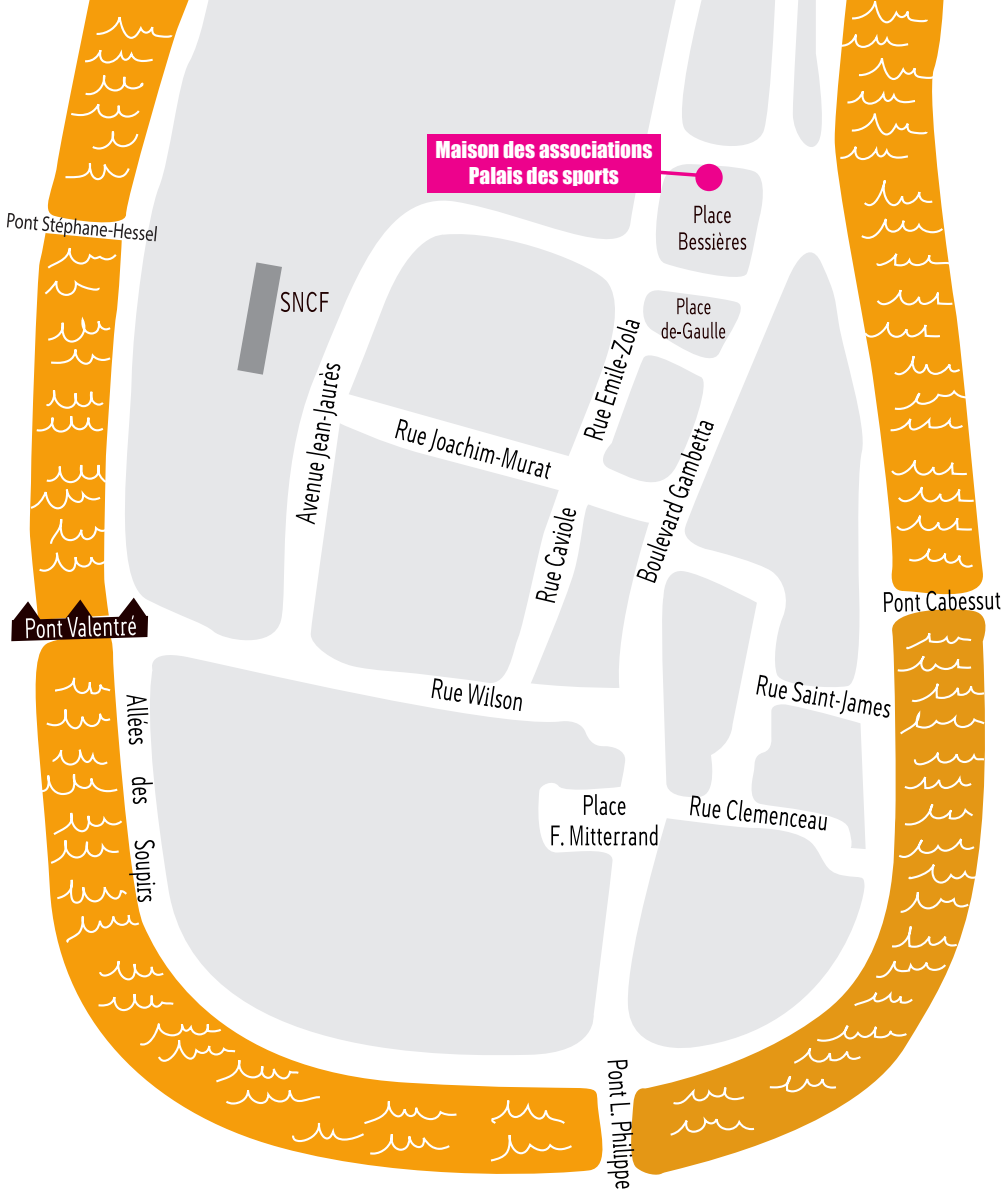 Maison des associations
Palais des sports
Place
Bessières
Pont Stéphane-Hessel
SNCF
Place
de-Gaulle
Rue Emile-Zola
Avenue Jean-Jaurès
Rue Joachim-Murat
Boulevard Gambetta
Rue Caviole
Pont Cabessut
Pont Valentré
Rue Wilson
Rue Saint-James
Allées des Soupirs
Place
F. Mitterrand
Rue Clemenceau
Pont L. Philippe